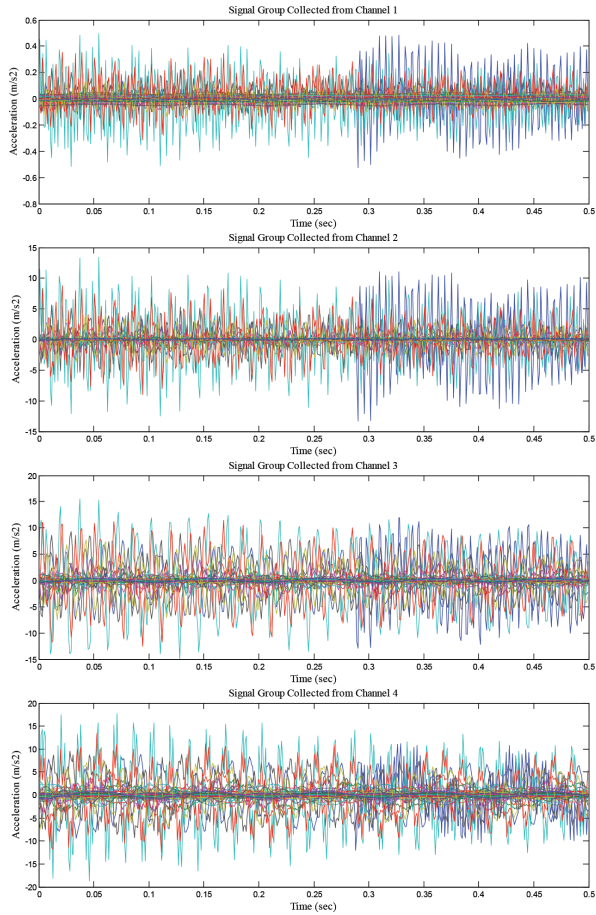 Signal Group Collected from Channel 1
0.6
0.4
0.2
0
-0.2
-0.4
-0.6
-0.8
Acceleration (m/s2)
0 0.05 0.1 0.15 0.2 0.25 0.3 0.35 0.4 0.45 0.5
Time (sec)
Signal Group Collected from Channel 2
15
10
5
0
-5
-10
-15
Acceleration (m/s2)
0 0.05 0.1 0.15 0.2 0.25 0.3 0.35 0.4 0.45 0.5
Time (sec)
Signal Group Collected from Channel 3
20
15
10
5
0
-5
-10
-15
Acceleration (m/s2)
0 0.05 0.1 0.15 0.2 0.25 0.3 0.35 0.4 0.45 0.5
Time (sec)
Signal Group Collected from Channel 4
20
15
10
5
0
-5
-10
-15
-20
Acceleration (m/s2)
0 0.05 0.1 0.15 0.2 0.25 0.3 0.35 0.4 0.45 0.5
Time (sec)